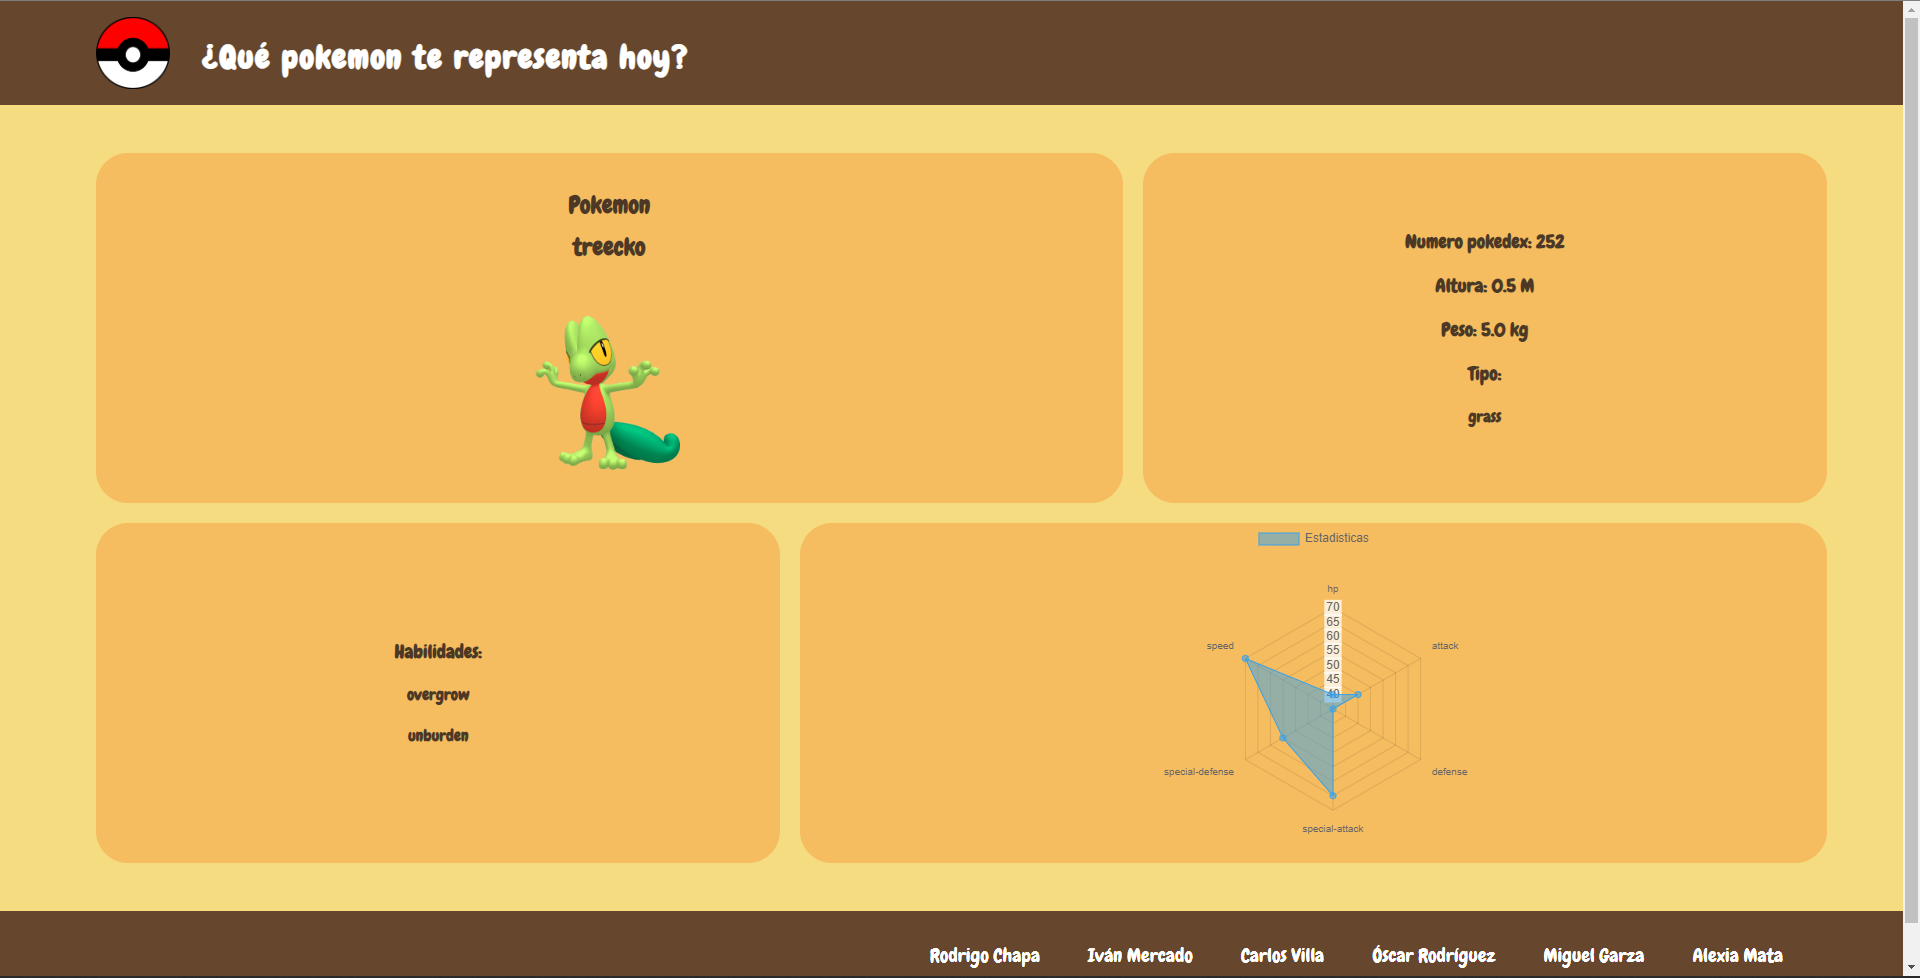 ¿Qué pokemon te representa hoy?
Pokemon
treecko
Numero pokedex: 252
Altura: 0.5 M
Peso: 5.0 kg
Tipo:
grass
Habilidades:
overgrow
unburden
Estadisticas
hp
70
65
60
55
50
45
40
speed
attack
special-defense
defense
special-attack
Rodrigo Chapa Iván Mercado Carlos Villa Óscar Rodríguez Miguel Garza Alexia Mata